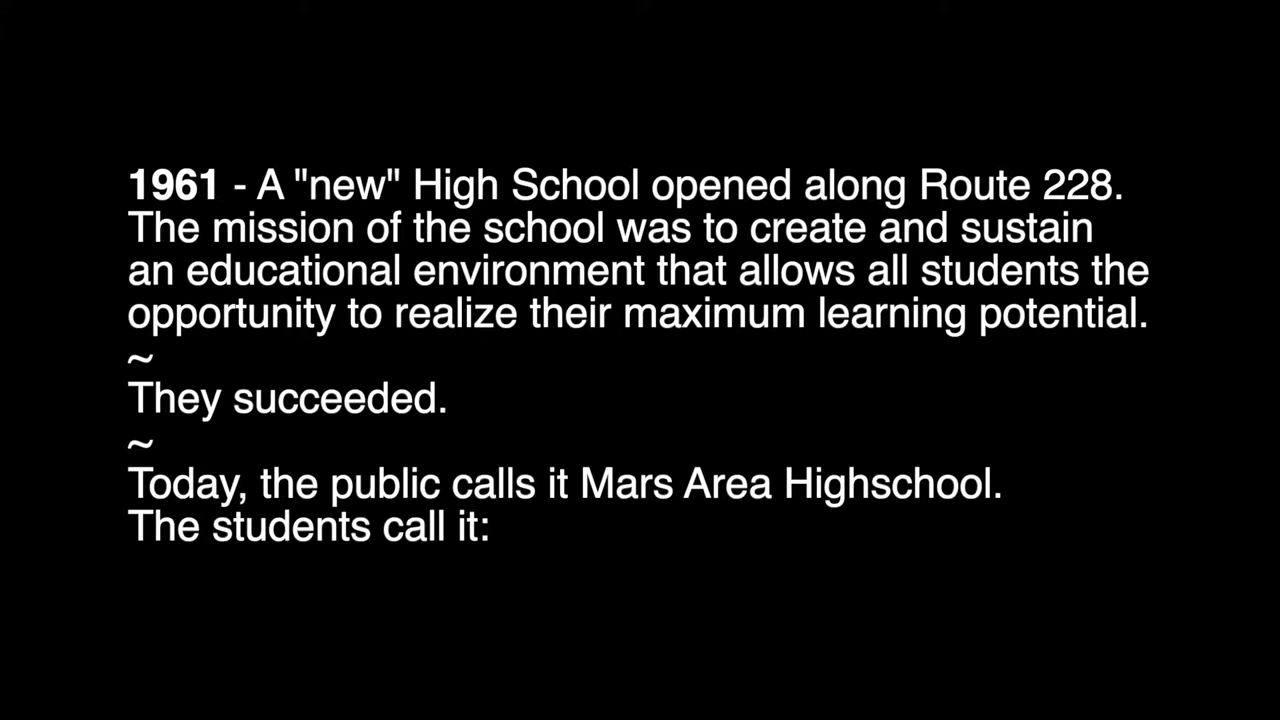 1961 - A "new" High School opened along Route 228.
The mission of the school was to create and sustain
an educational environment that allows all students the
opportunity to realize their maximum learning potential.
~
They succeeded.
~
Today, the public calls it Mars Area Highschool.
The students call it: